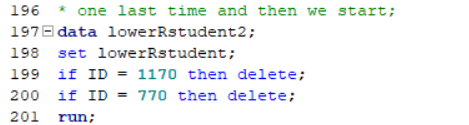 196 * one last time and then we start;
197 data lowerRstudent2;
198 set lowerRstudent;
199 if ID = 1170 then delete;
200 if ID = 770 then delete;
201 run;